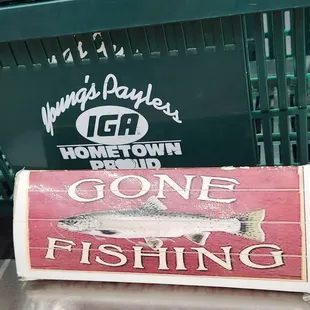 Young's Payless
IGA
HOMETOWN
PROUD
GONE
FISHING